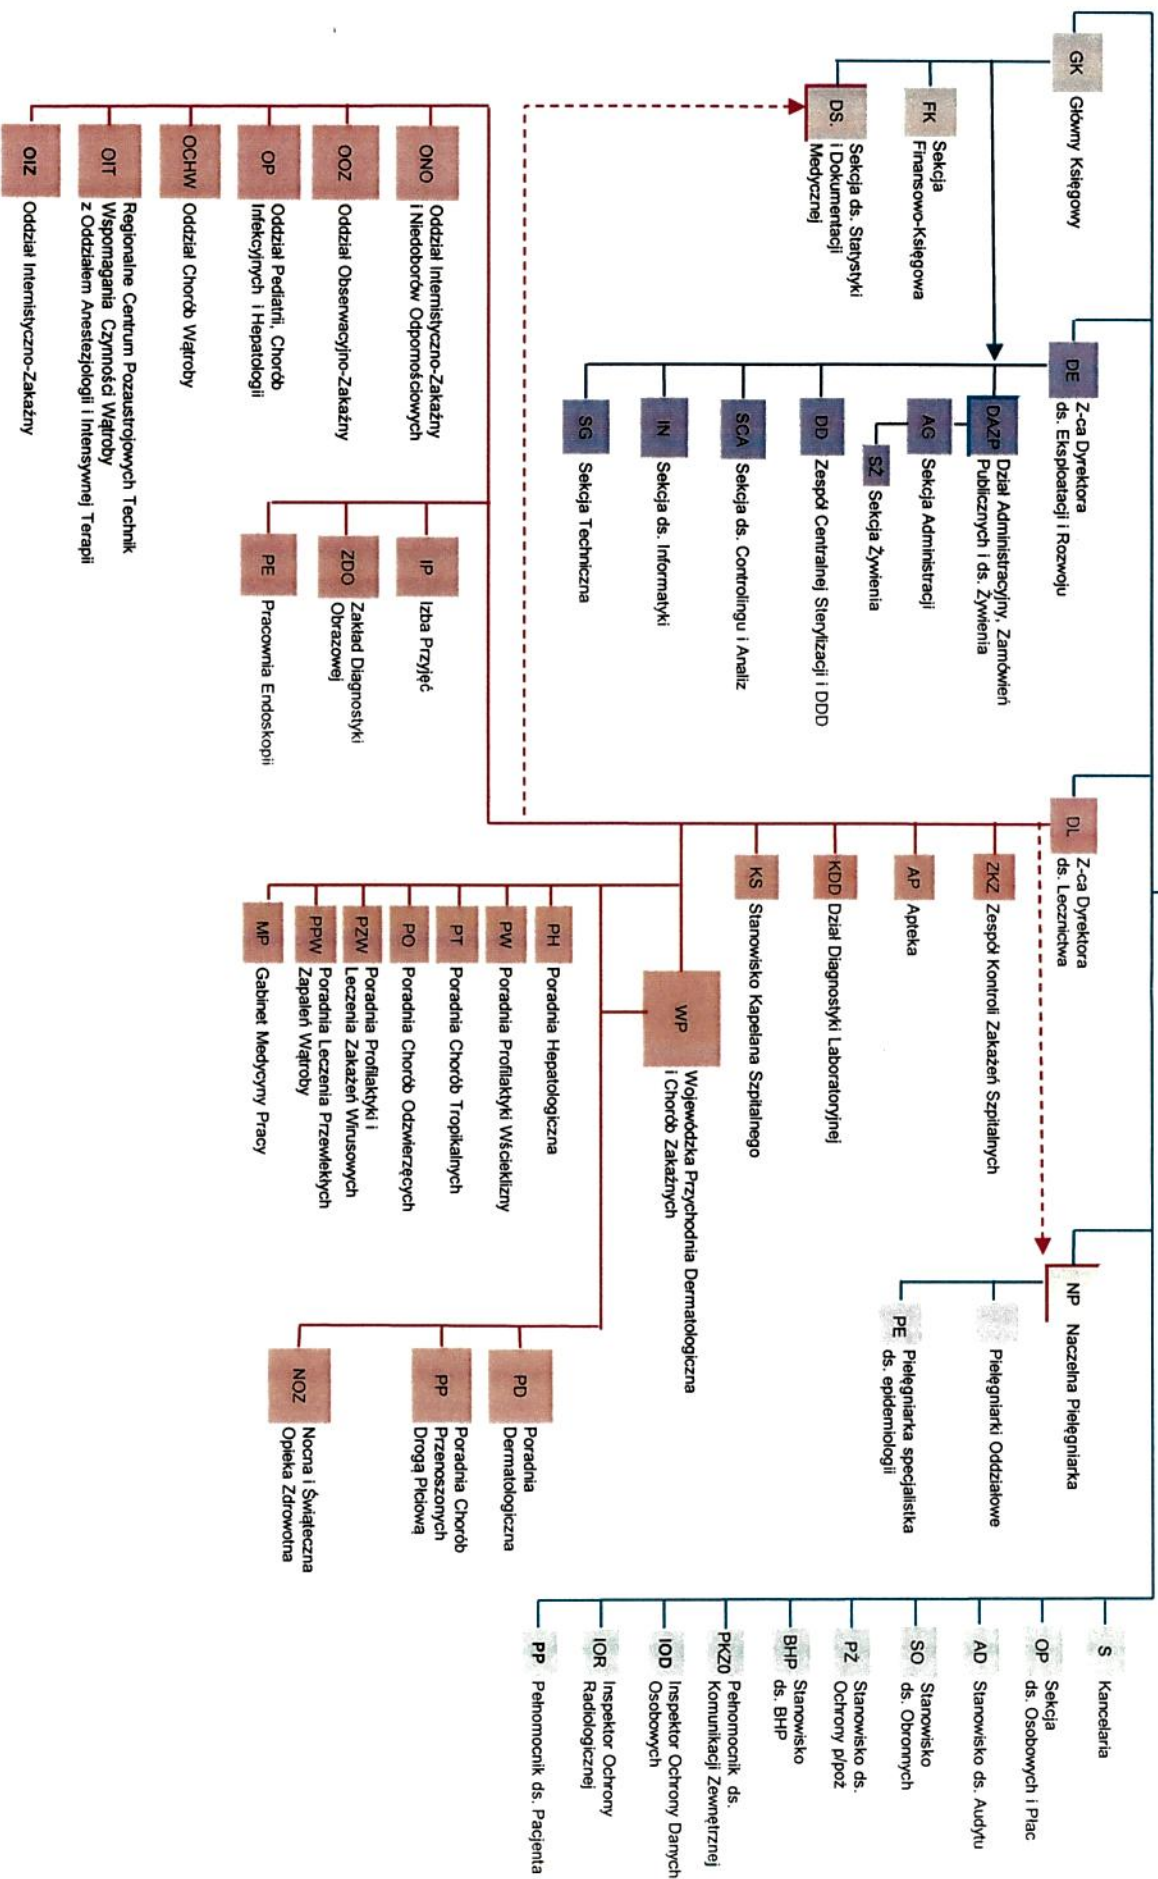 GK
Główny Księgowy
FK
Sekcja
Finansowo-Księgowa
DS.
Sekcja ds. Statystyki
i Dokumentacji
Medycznej
DE
Z-ca Dyrektora
ds. Eksploatacji i Rozwoju
DAZP
Dział Administracyjny, Zamówień
Publicznych i ds. Żywienia
AG
Sekcja Administracji
SŻ
Sekcja Żywienia
DD
Zespół Centralnej Sterylizacji i DDD
SCA
Sekcja ds. Controlingu i Analiz
IN
Sekcja ds. Informatyki
SG
Sekcja Techniczna
DL
Z-ca Dyrektora
ds. Lecznictwa
ZKZ
Zespół Kontroli Zakażeń Szpitalnych
AP
Apteka
KDD
Dział Diagnostyki Laboratoryjnej
KS
Stanowisko Kapelana Szpitalnego
WP
Wojewódzka Przychodnia Dermatologiczna
i Chorób Zakaźnych
PH
Poradnia Hepatologiczna
PW
Poradnia Profilaktyki Wścieklizny
PT
Poradnia Chorób Tropikalnych
PO
Poradnia Chorób Odzwierzęcych
PZW
Poradnia Profilaktyki i
Leczenia Zakażeń Wirusowych
PPW
Poradnia Leczenia Przewlekłych
Zapaleń Wątroby
MP
Gabinet Medycyny Pracy
PD
Poradnia
Dermatologiczna
PP
Poradnia Chorób
Przenoszonych
Drogą Płciową
NOZ
Nocna i Świąteczna
Opieka Zdrowotna
IP
Izba Przyjęć
ZDO
Zakład Diagnostyki
Obrazowej
PE
Pracownia Endoskopii
ONO
Oddział Internistyczno-Zakaźny
i Niedoborów Odpornościowych
OOZ
Oddział Obserwacyjno-Zakaźny
OP
Oddział Pediatrii, Chorób
Infekcyjnych i Hepatologii
OCHW
Oddział Chorób Wątroby
OIT
Regionalne Centrum Pozaustrojowych Technik
Wspomagania Czynności Wątroby
z Oddziałem Anestezjologii i Intensywnej Terapii
OIZ
Oddział Internistyczno-Zakaźny
NP
Naczelna Pielęgniarka
Pielęgniarki Oddziałowe
PE
Pielęgniarka specjalistka
ds. epidemiologii
S
Kancelaria
OP
Sekcja
ds. Osobowych i Płac
AD
Stanowisko ds. Audytu
SO
Stanowisko
ds. Obronnych
PŻ
Stanowisko ds.
Ochrony p/poż
BHP
Stanowisko
ds. BHP
PKZ0
Pełnomocnik ds.
Komunikacji Zewnętrznej
IOD
Inspektor Ochrony Danych
Osobowych
IOR
Inspektor Ochrony
Radiologicznej
PP
Pełnomocnik ds. Pacjenta